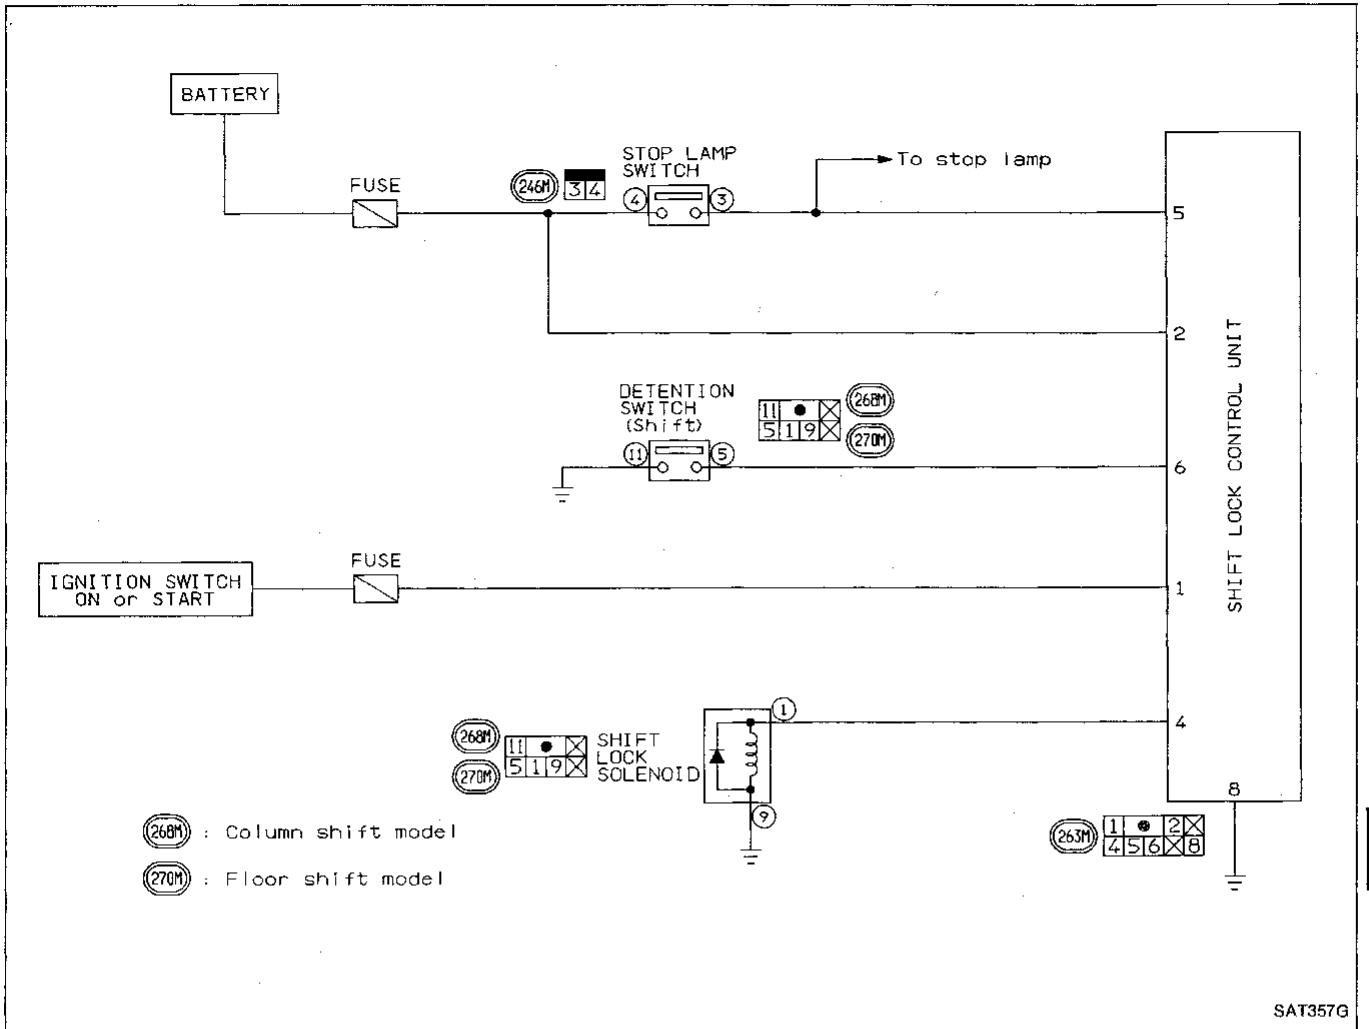 BATTERY
FUSE
246M
3 4
STOP LAMP
SWITCH
4
3
To stop lamp
5
2
DETENTION
SWITCH
(Shift)
11
5
11
5 1 9
268M
270M
6
SHIFT LOCK CONTROL UNIT
IGNITION SWITCH
ON or START
FUSE
1
268M
270M
11
5 1 9
SHIFT
LOCK
SOLENOID
1
9
4
8
263M
1 2
4 5 6 8
268M : Column shift model
270M : Floor shift model
SAT357G